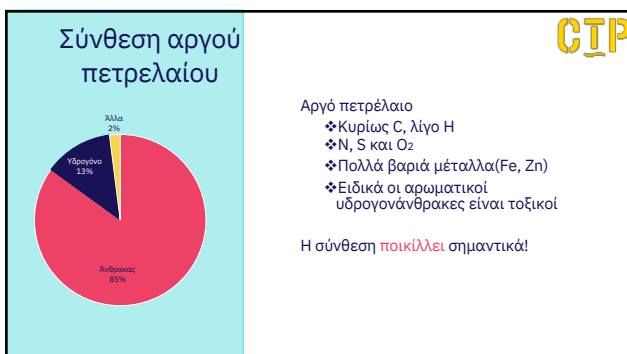 Σύνθεση αργού
πετρελαίου
CTP
Άλλα
2%
Υδρογόνο
13%
Άνθρακας
85%
Αργό πετρέλαιο
❖Κυρίως C, λίγο H
❖N, S και O₂
❖Πολλά βαριά μέταλλα(Fe, Zn)
❖Ειδικά οι αρωματικοί
υδρογονάνθρακες είναι τοξικοί
Η σύνθεση ποικίλλει σημαντικά!